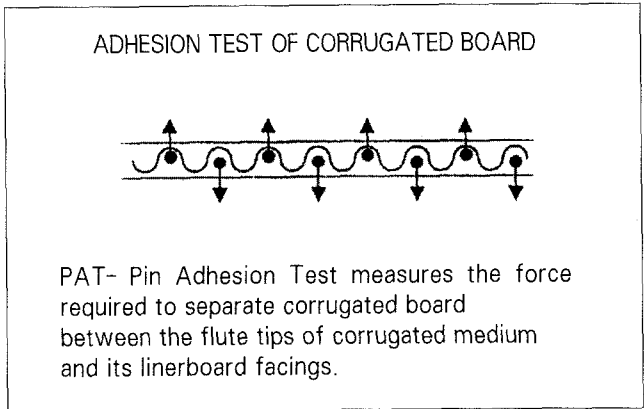 ADHESION TEST OF CORRUGATED BOARD
PAT- Pin Adhesion Test measures the force
required to separate corrugated board
between the flute tips of corrugated medium
and its linerboard facings.